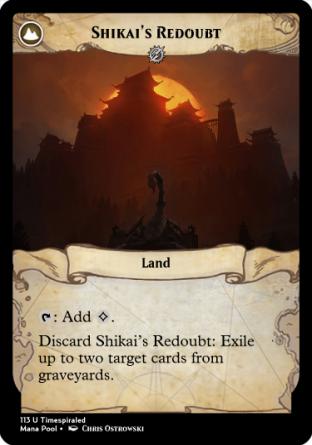 Shikai's Redoubt
Land
: Add .
Discard Shikai's Redoubt: Exile
up to two target cards from
graveyards.
113 U Timespiraled
Mana Pool • Chris Ostrowski